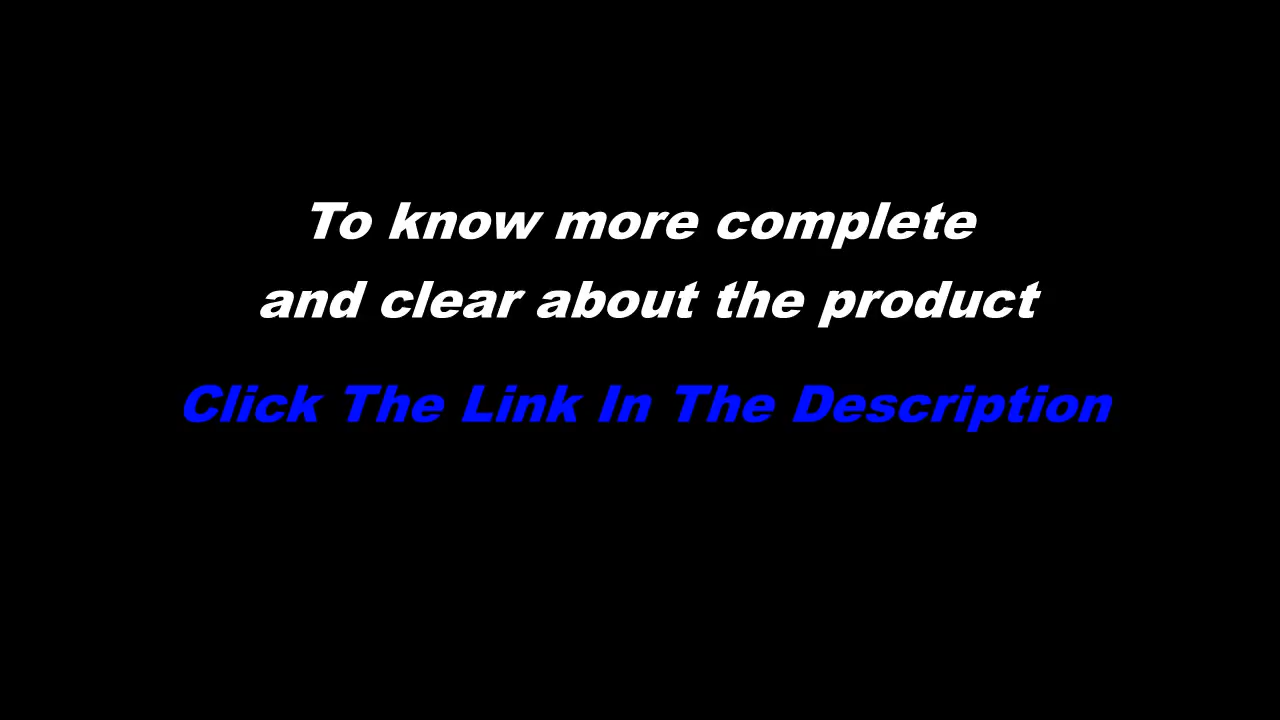 To know more complete
and clear about the product
Click The Link In The Description